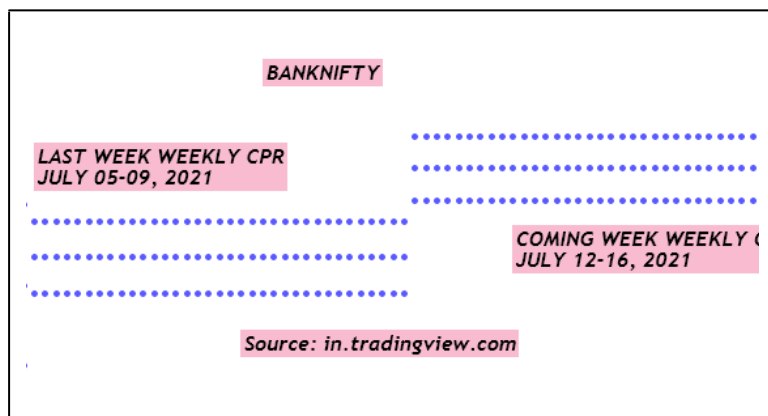 BANKNIFTY
LAST WEEK WEEKLY CPR
JULY 05-09, 2021
COMING WEEK WEEKLY
JULY 12-16, 2021
Source: in.tradingview.com